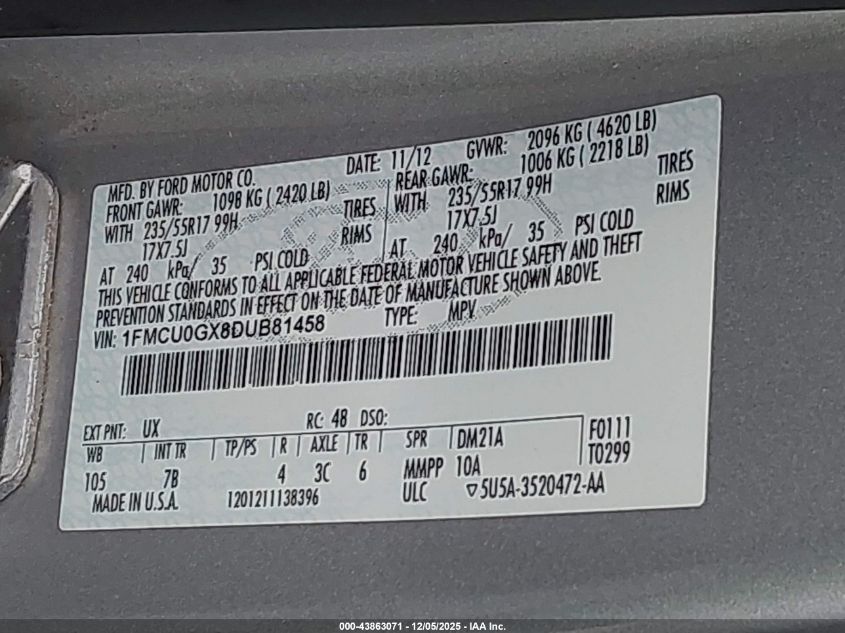 MFD. BY FORD MOTOR CO. DATE: 11/12 GVWR: 2096 KG ( 4620 LB)
FRONT GAWR: 1098 KG ( 2420 LB) REAR GAWR: 1006 KG ( 2218 LB)
WITH 235/55R17 99H TIRES WITH 235/55R17 99H TIRES
17X7.5J RIMS 17X7.5J RIMS
AT 240 kPa/ 35 PSI COLD AT 240 kPa/ 35 PSI COLD
THIS VEHICLE CONFORMS TO ALL APPLICABLE FEDERAL MOTOR VEHICLE SAFETY AND THEFT
PREVENTION STANDARDS IN EFFECT ON THE DATE OF MANUFACTURE SHOWN ABOVE.
VIN: 1FMCU0GX8DUB81458 TYPE: MPV
EXT PNT: UX RC: 48 DSO:
WB INT TR TP/PS R AXLE TR SPR DM21A F0111
105 7B 4 3C 6 MMPP 10A T0299
MADE IN U.S.A. 1201211138396 ULC ▽5U5A-3520472-AA
000-43863071 - 12/05/2025 - IAA Inc.